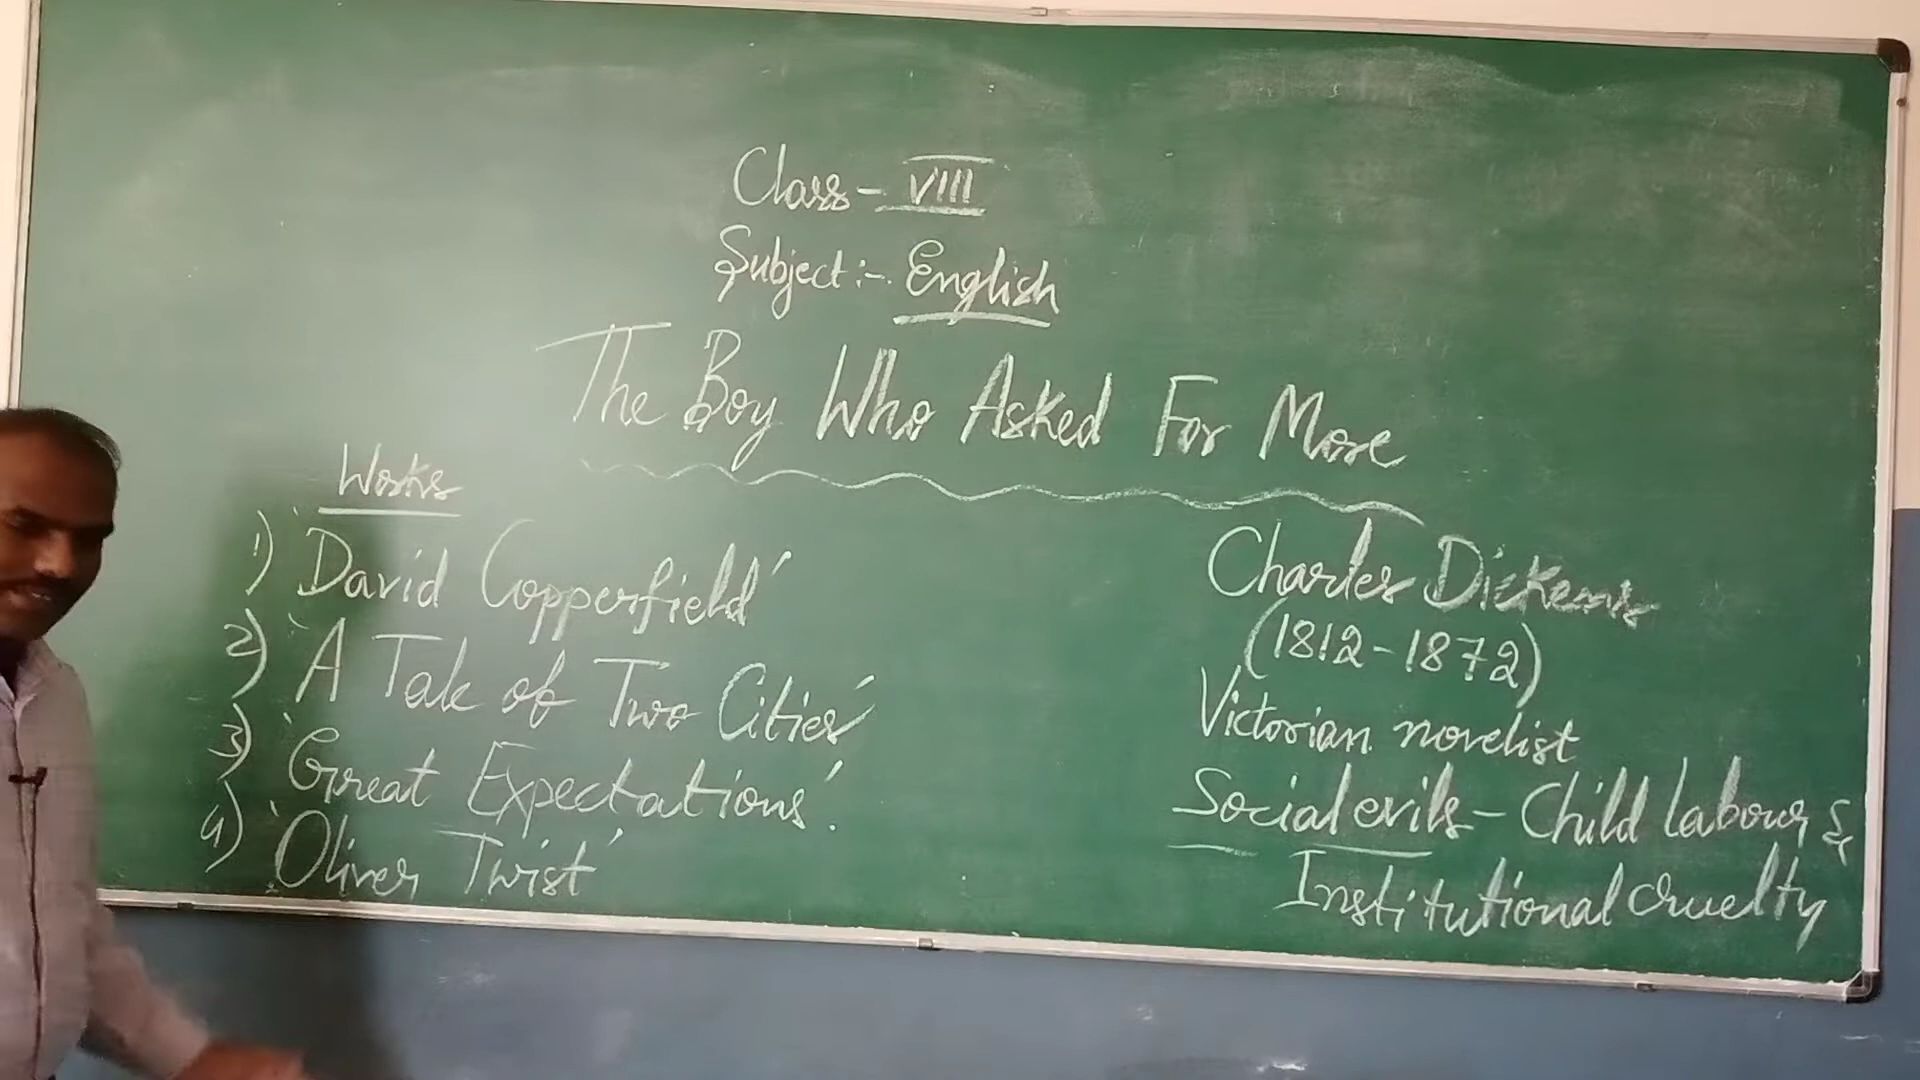 Class - VIII
Subject :- English
The Boy Who Asked For More
Works
1) 'David Copperfield'
2) 'A Tale of Two Cities'
3) 'Great Expectations'.
4) 'Oliver Twist'
Charles Dickens
(1812-1872)
Victorian novelist
Social evils - Child labour &
Institutional cruelty